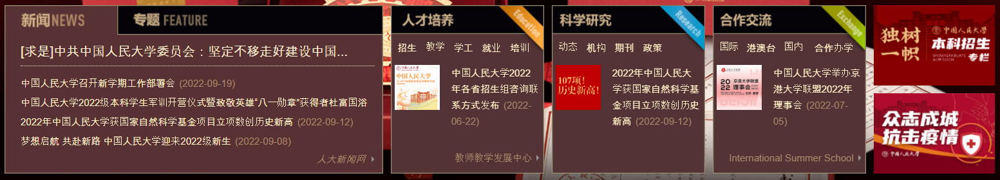 新闻NEWS
专题 FEATURE
[求是]中共中国人民大学委员会：坚定不移走好建设中国...
中国人民大学召开新学期工作部署会 (2022-09-19)
中国人民大学2022级本科学生军训开营仪式暨致敬英雄“八一勋章”获得者杜富国浴
2022年中国人民大学获国家自然科学基金项目立项数创历史新高 (2022-09-12)
梦想启航 共赴新路 中国人民大学迎来2022级新生 (2022-09-08)
人大新闻网
人才培养
Education
招生 教学 学工 就业 培训
中国人民大学
中国人民大学
中国人民大学2022
年各省招生组咨询联
系方式发布 (2022-
06-22)
教师教学发展中心
科学研究
Research
动态 机构 期刊 政策
107项!
历史新高!
2022年中国人民大
学获国家自然科学基
金项目立项数创历史
新高 (2022-09-12)
合作交流
Exchange
国际 港澳台 国内 合作办学
20
22
京港大学联盟
理事会
中国人民大学举办京
港大学联盟2022年
理事会 (2022-07-
05)
International Summer School
独树
一帜
中国人民大学
本科招生
UNDERGRADUATE
ADMISSION
专栏
众志成城
抗击疫情
中国人民大学